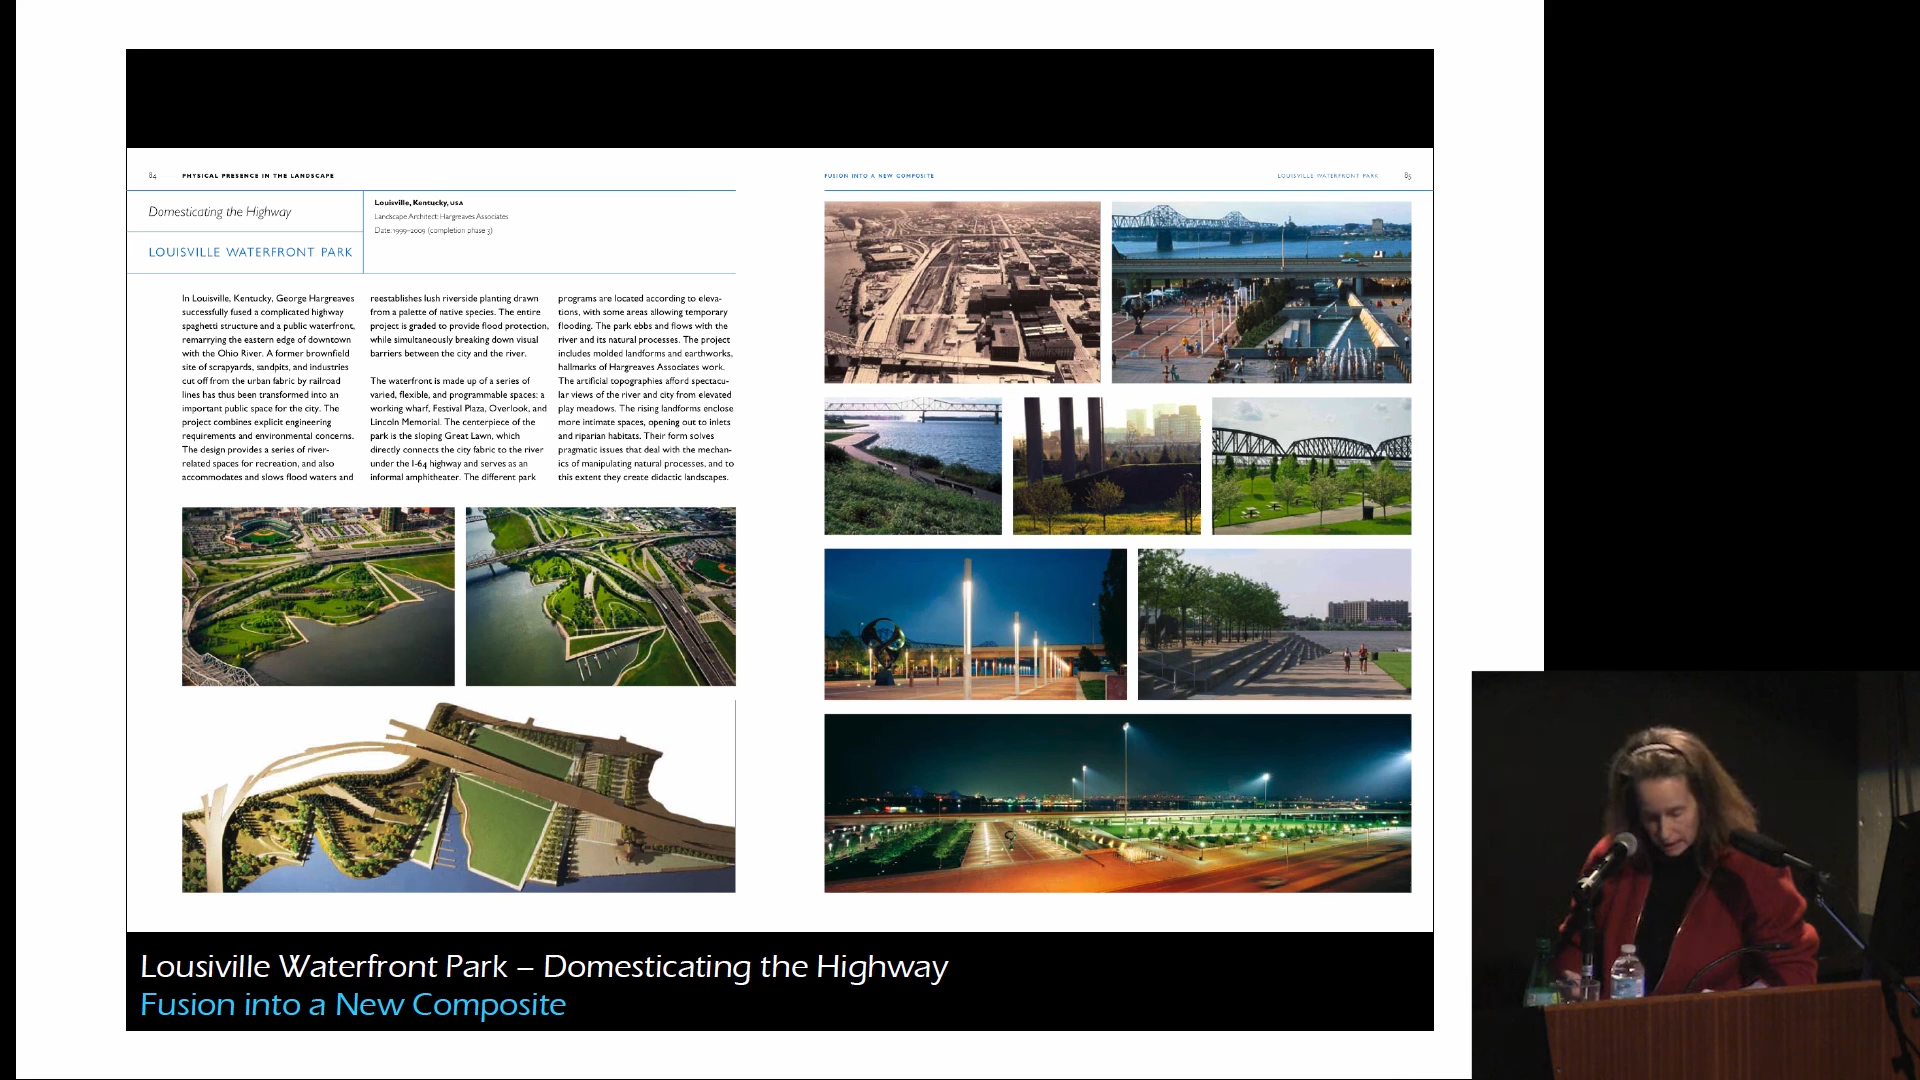 84 PHYSICAL PRESENCE IN THE LANDSCAPE
Domesticating the Highway
LOUISVILLE WATERFRONT PARK
Louisville, Kentucky, USA
Landscape Architect: Hargreaves Associates
Date: 1999–2009 (completion phase 3)
In Louisville, Kentucky, George Hargreaves
successfully fused a complicated highway
spaghetti structure and a public waterfront,
remarrying the eastern edge of downtown
with the Ohio River. A former brownfield
site of scrapyards, sandpits, and industries
cut off from the urban fabric by railroad
lines has thus been transformed into an
important public space for the city. The
project combines explicit engineering
requirements and environmental concerns.
The design provides a series of river-
related spaces for recreation, and also
accommodates and slows flood waters and
reestablishes lush riverside planting drawn
from a palette of native species. The entire
project is graded to provide flood protection,
while simultaneously breaking down visual
barriers between the city and the river.
The waterfront is made up of a series of
varied, flexible, and programmable spaces: a
working wharf, Festival Plaza, Overlook, and
Lincoln Memorial. The centerpiece of the
park is the sloping Great Lawn, which
directly connects the city fabric to the river
under the I-64 highway and serves as an
informal amphitheater. The different park
programs are located according to eleva-
tions, with some areas allowing temporary
flooding. The park ebbs and flows with the
river and its natural processes. The project
includes molded landforms and earthworks,
hallmarks of Hargreaves Associates work.
The artificial topographies afford spectacu-
lar views of the river and city from elevated
play meadows. The rising landforms enclose
more intimate spaces, opening out to inlets
and riparian habitats. Their form solves
pragmatic issues that deal with the mechan-
ics of manipulating natural processes, and to
this extent they create didactic landscapes.
FUSION INTO A NEW COMPOSITE LOUISVILLE WATERFRONT PARK 85
Lousiville Waterfront Park – Domesticating the Highway
Fusion into a New Composite